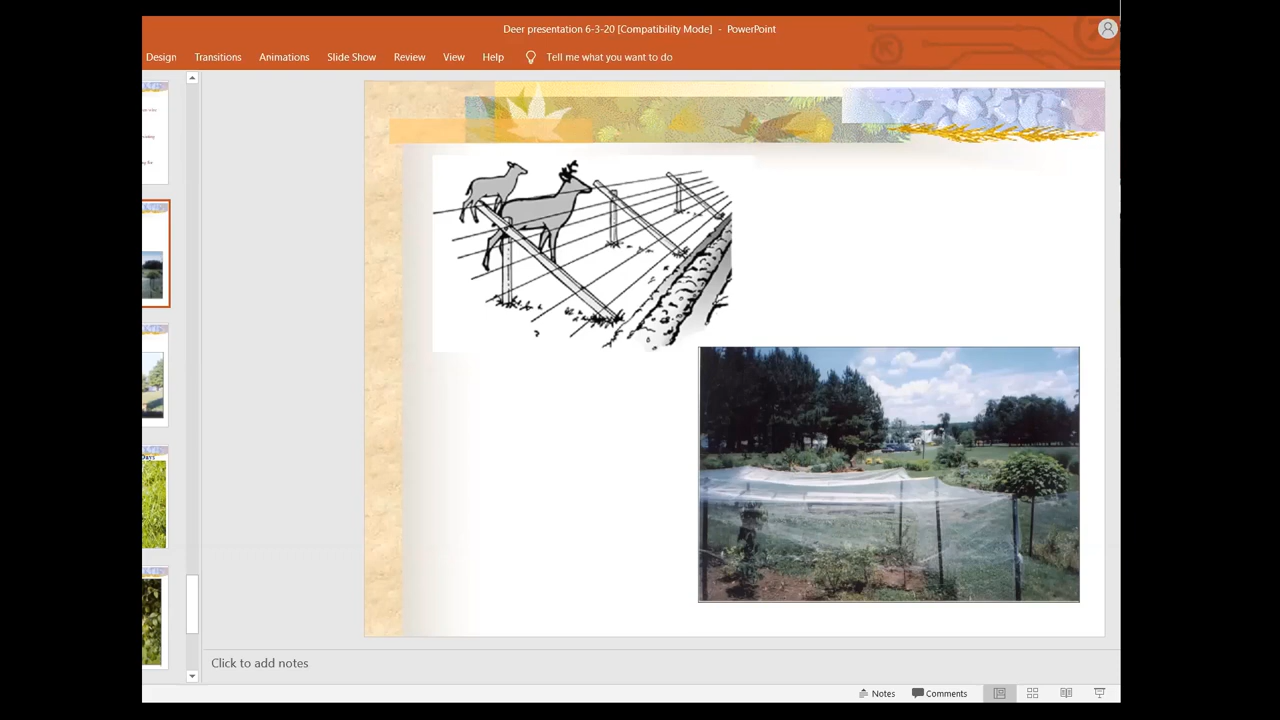 Deer presentation 6-3-20 [Compatibility Mode] - PowerPoint
Design Transitions Animations Slide Show Review View Help Tell me what you want to do
Days
Click to add notes
Notes Comments